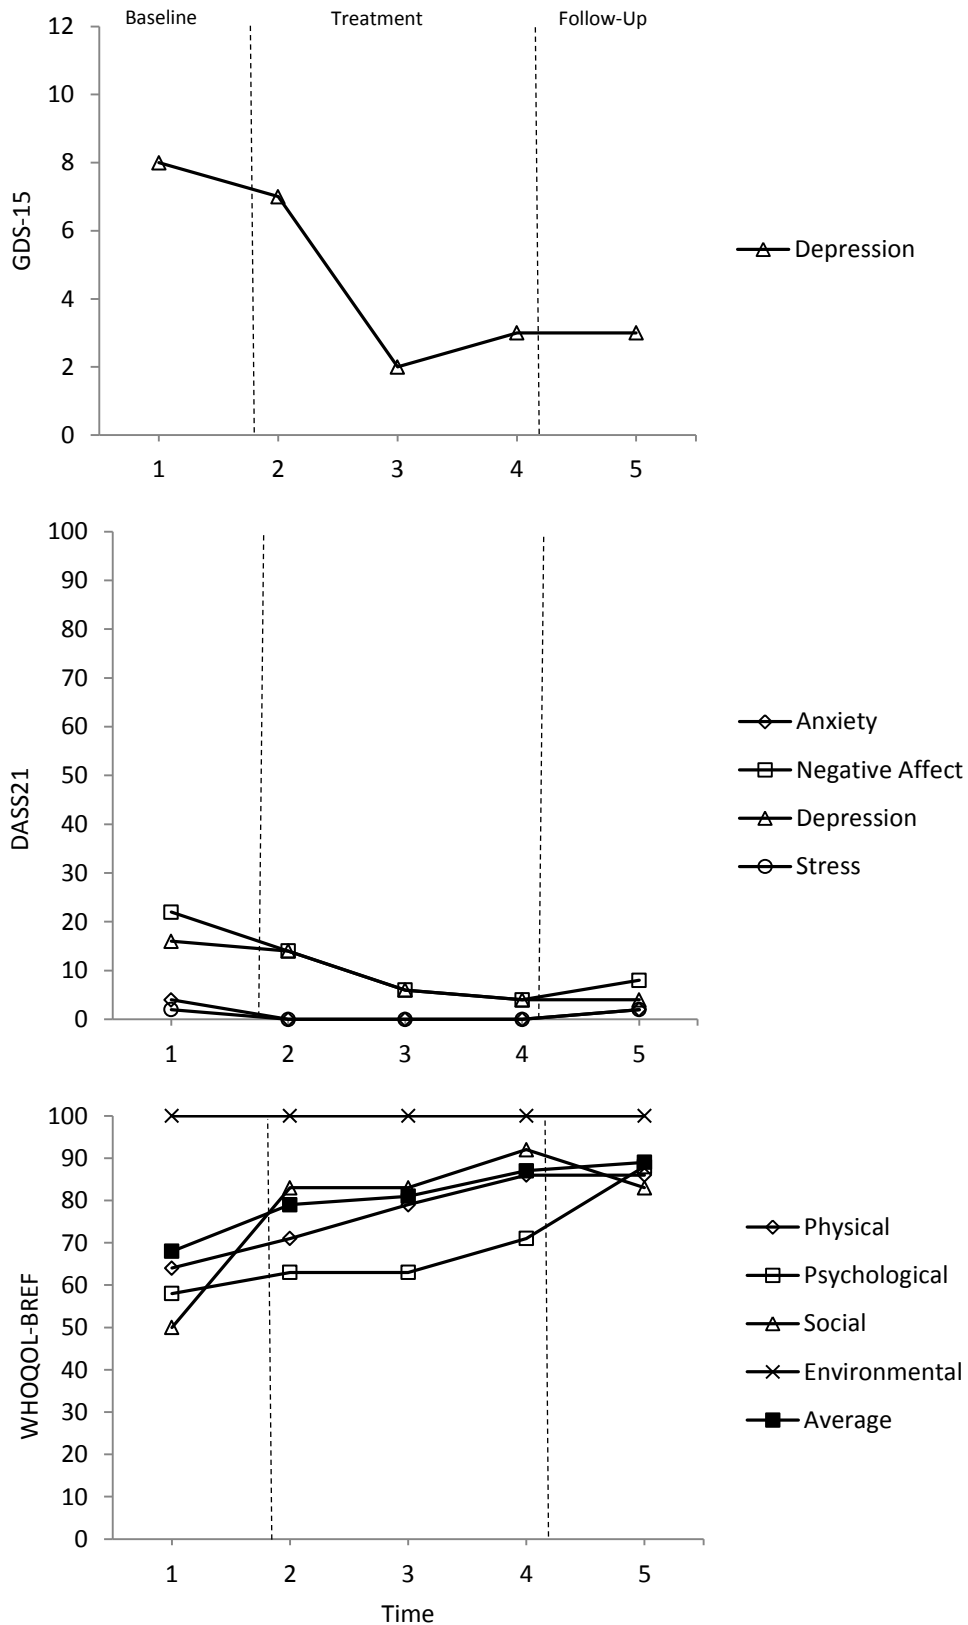 Baseline Treatment Follow-Up
12
10
8
6
4
2
0
GDS-15
1 2 3 4 5
Depression
100
90
80
70
60
50
40
30
20
10
0
DASS21
1 2 3 4 5
Anxiety
Negative Affect
Depression
Stress
100
90
80
70
60
50
40
30
20
10
0
WHOQOL-BREF
1 2 3 4 5
Time
Physical
Psychological
Social
Environmental
Average